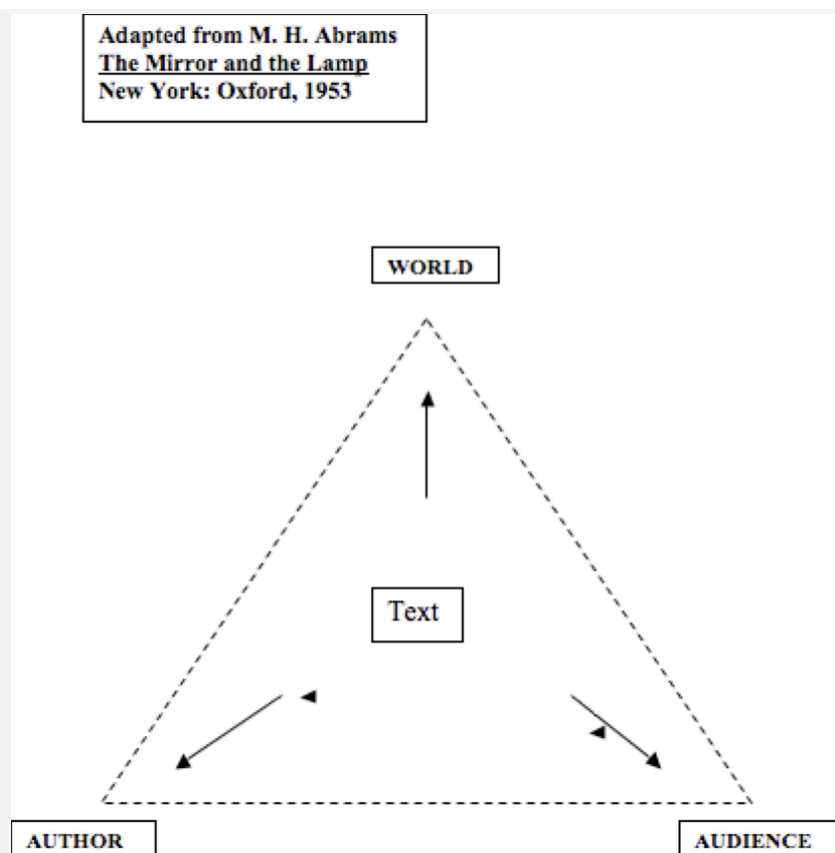 Adapted from M. H. Abrams
The Mirror and the Lamp
New York: Oxford, 1953
WORLD
Text
AUTHOR
AUDIENCE